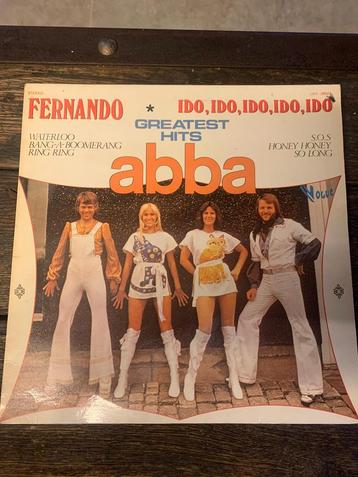 STEREO
FERNANDO * IDO, IDO, IDO, IDO, IDO
GREATEST
HITS
WATERLOO
BANG-A-BOOMERANG
RING RING
S.O.S
HONEY HONEY
SO LONG
abba
Vogue